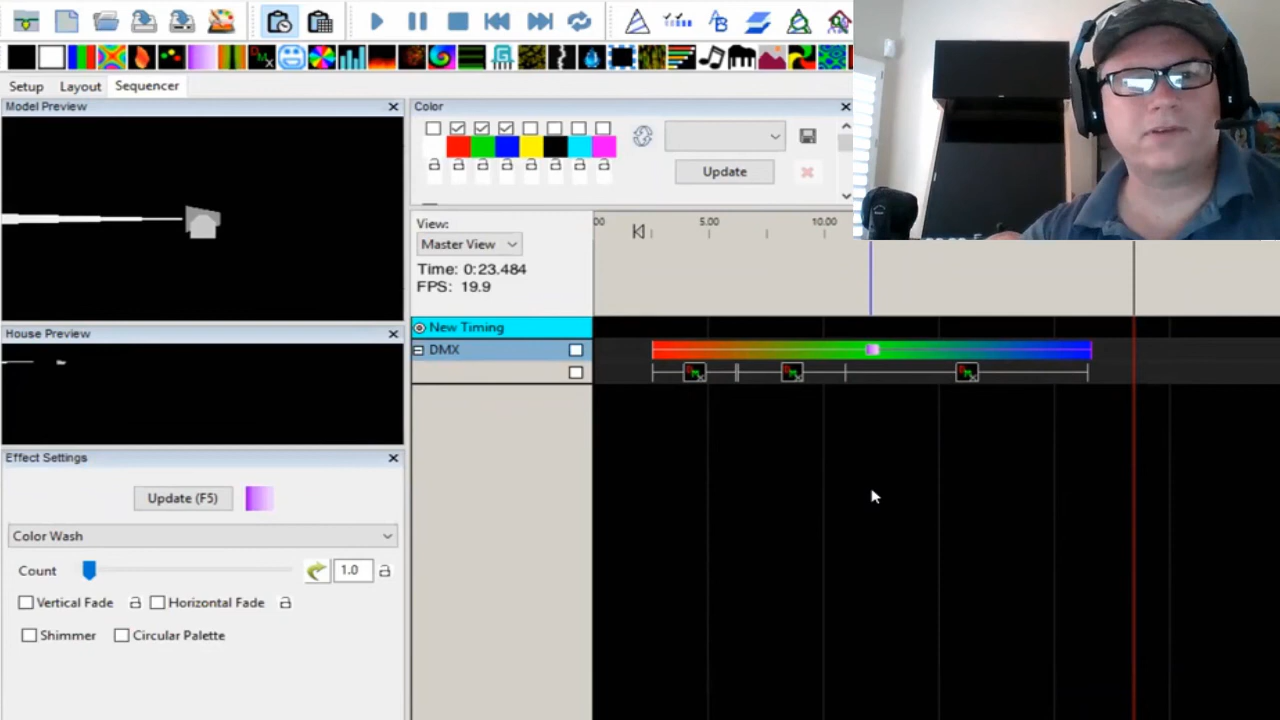 Setup Layout Sequencer
Model Preview
Color
Update
View:
Master View
Time: 0:23.484
FPS: 19.9
00 5.00 10.00
New Timing
DMX
House Preview
Effect Settings
Update (F5)
Color Wash
Count 1.0
Vertical Fade Horizontal Fade
Shimmer Circular Palette